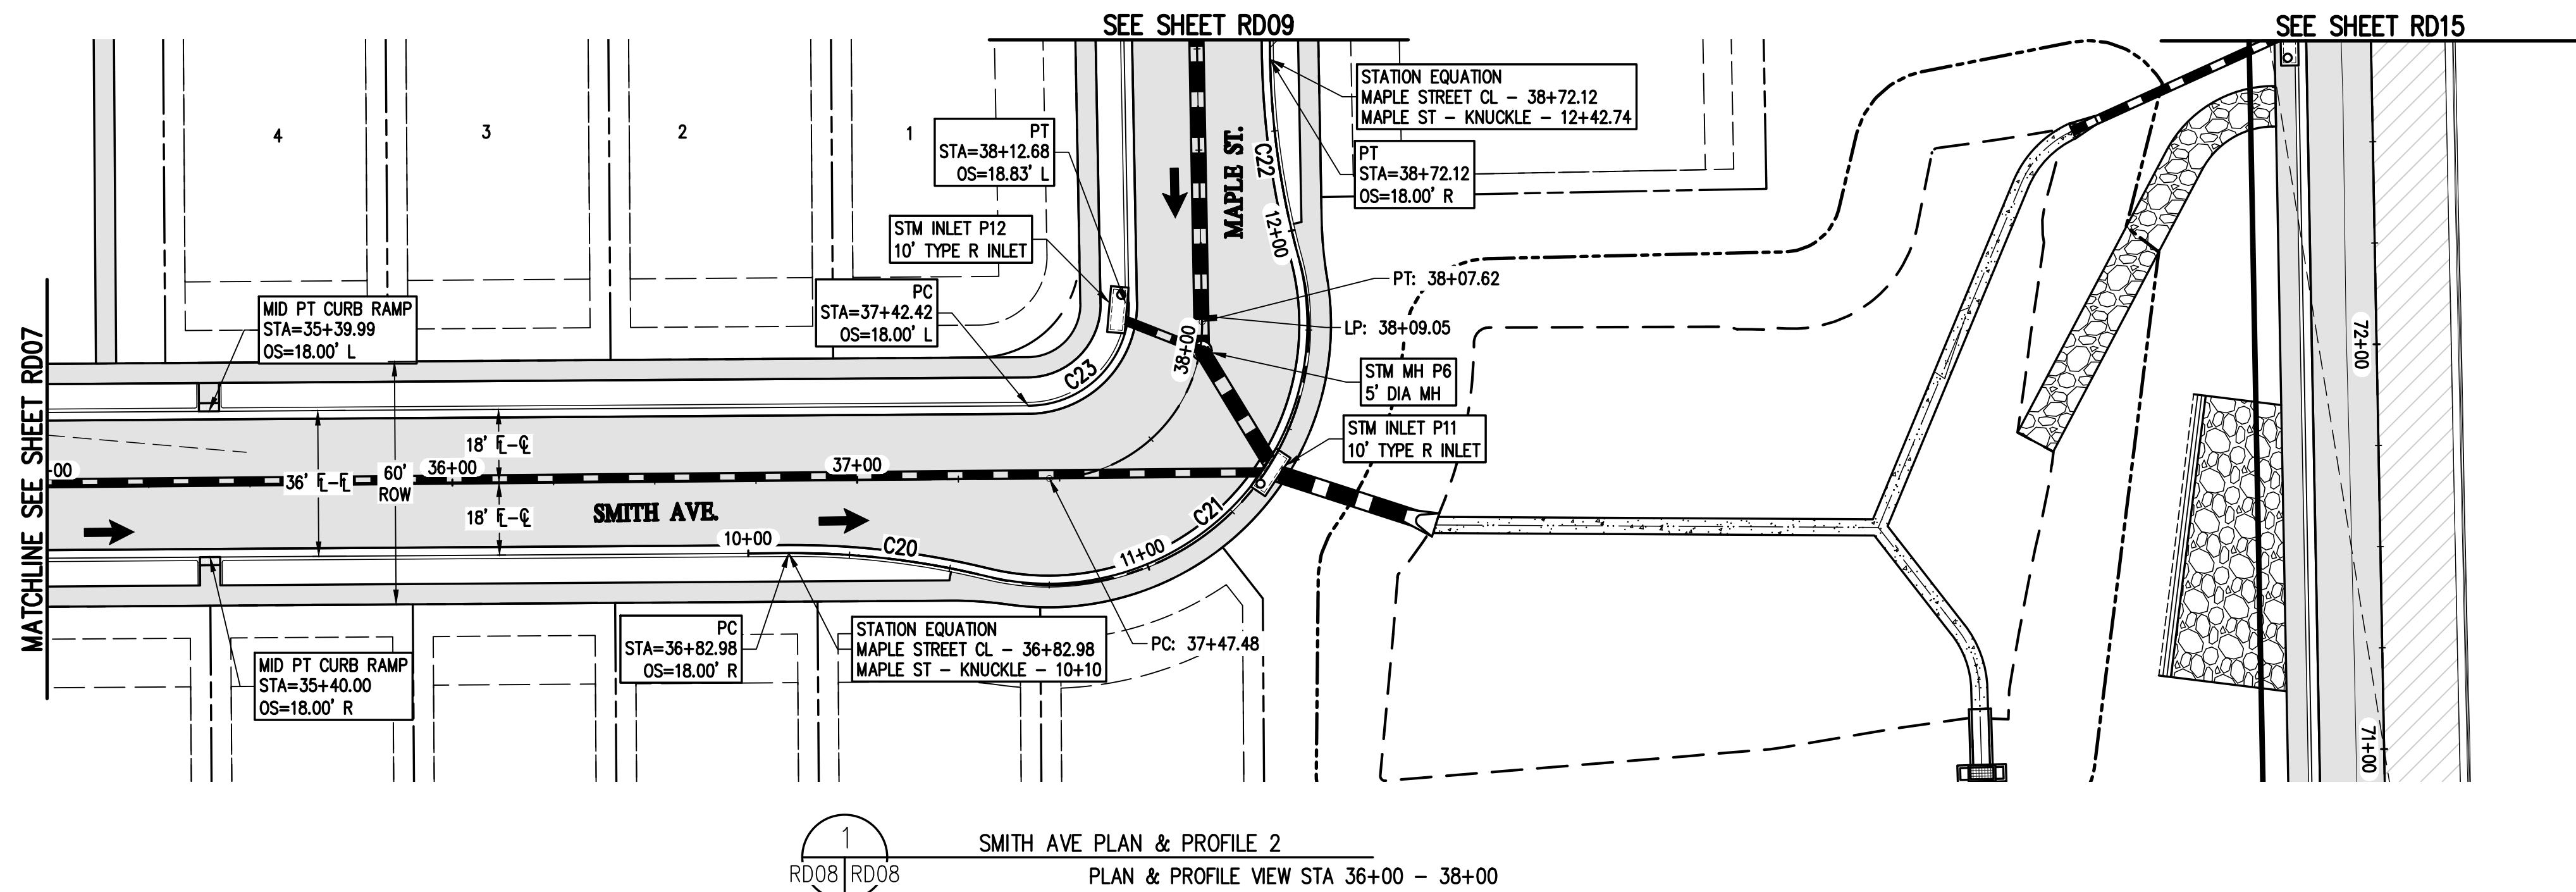 SEE SHEET RD09
SEE SHEET RD15
STATION EQUATION
MAPLE STREET CL - 38+72.12
MAPLE ST - KNUCKLE - 12+42.74
4
3
2
1
PT
STA=38+12.68
OS=18.83' L
MAPLE ST.
C22
PT
STA=38+72.12
OS=18.00' R
STM INLET P12
10' TYPE R INLET
12+00
PC
STA=37+42.42
OS=18.00' L
PT: 38+07.62
LP: 38+09.05
MID PT CURB RAMP
STA=35+39.99
OS=18.00' L
38+00
72+00
C23
STM MH P6
5' DIA MH
STM INLET P11
10' TYPE R INLET
MATCHLINE SEE SHEET RD07
18' FL-CL
-00
36' FL-FL
60'
ROW
36+00
37+00
18' FL-CL
SMITH AVE.
C21
10+00
C20
11+00
PC
STA=36+82.98
OS=18.00' R
STATION EQUATION
MAPLE STREET CL - 36+82.98
MAPLE ST - KNUCKLE - 10+10
PC: 37+47.48
MID PT CURB RAMP
STA=35+40.00
OS=18.00' R
71+00
1
RD08 RD08
SMITH AVE PLAN & PROFILE 2
PLAN & PROFILE VIEW STA 36+00 - 38+00